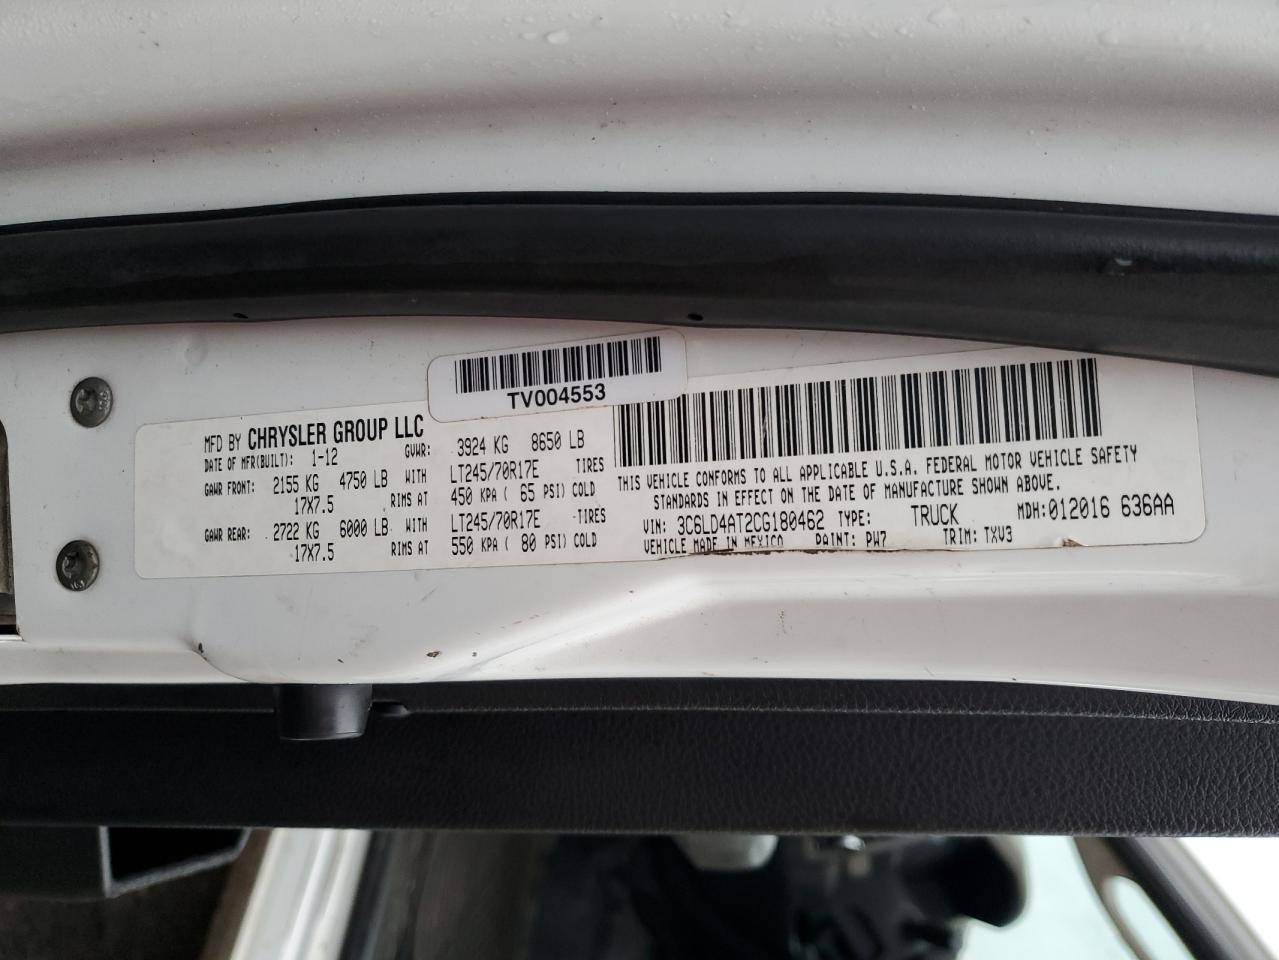 TV004553
MFD BY CHRYSLER GROUP LLC
DATE OF MFR(BUILT): 1-12 GVWR: 3924 KG 8650 LB
GAWR FRONT: 2155 KG 4750 LB WITH LT245/70R17E TIRES
17X7.5 RIMS AT 450 KPA ( 65 PSI) COLD
GAWR REAR: 2722 KG 6000 LB WITH LT245/70R17E TIRES
17X7.5 RIMS AT 550 KPA ( 80 PSI) COLD
THIS VEHICLE CONFORMS TO ALL APPLICABLE U.S.A. FEDERAL MOTOR VEHICLE SAFETY
STANDARDS IN EFFECT ON THE DATE OF MANUFACTURE SHOWN ABOVE.
VIN: 3C6LD4AT2CG180462 TYPE: TRUCK MDH: 012016 636AA
VEHICLE MADE IN MEXICO PAINT: PW7 TRIM: TXV3